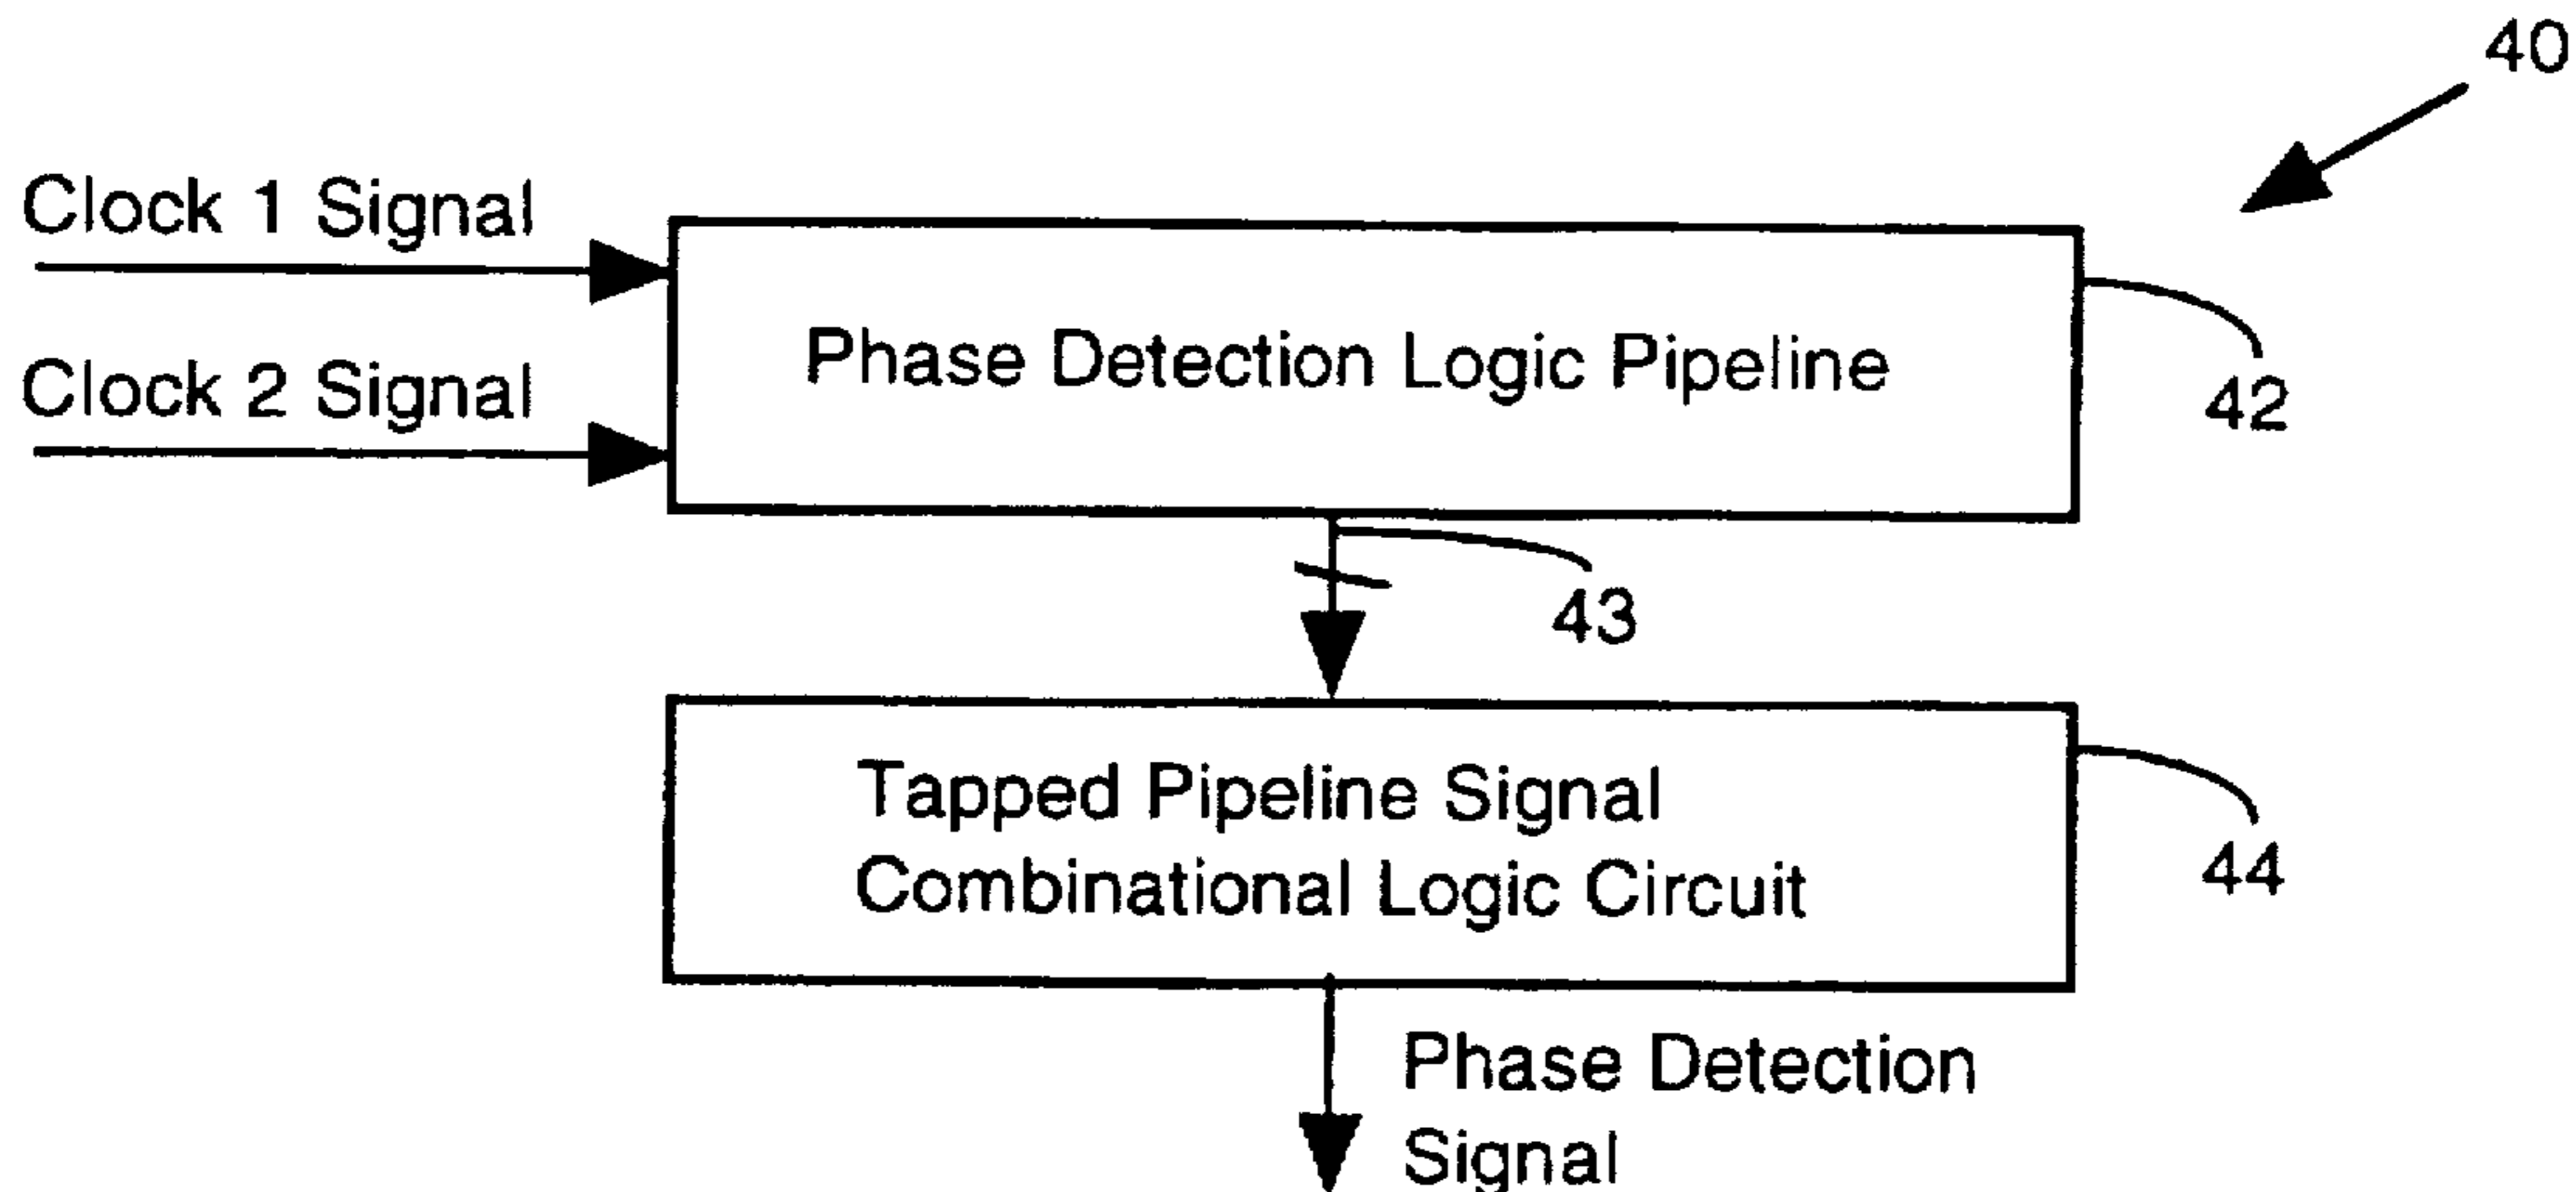 40
Clock 1 Signal
Clock 2 Signal
Phase Detection Logic Pipeline
42
43
Tapped Pipeline Signal
Combinational Logic Circuit
44
Phase Detection
Signal